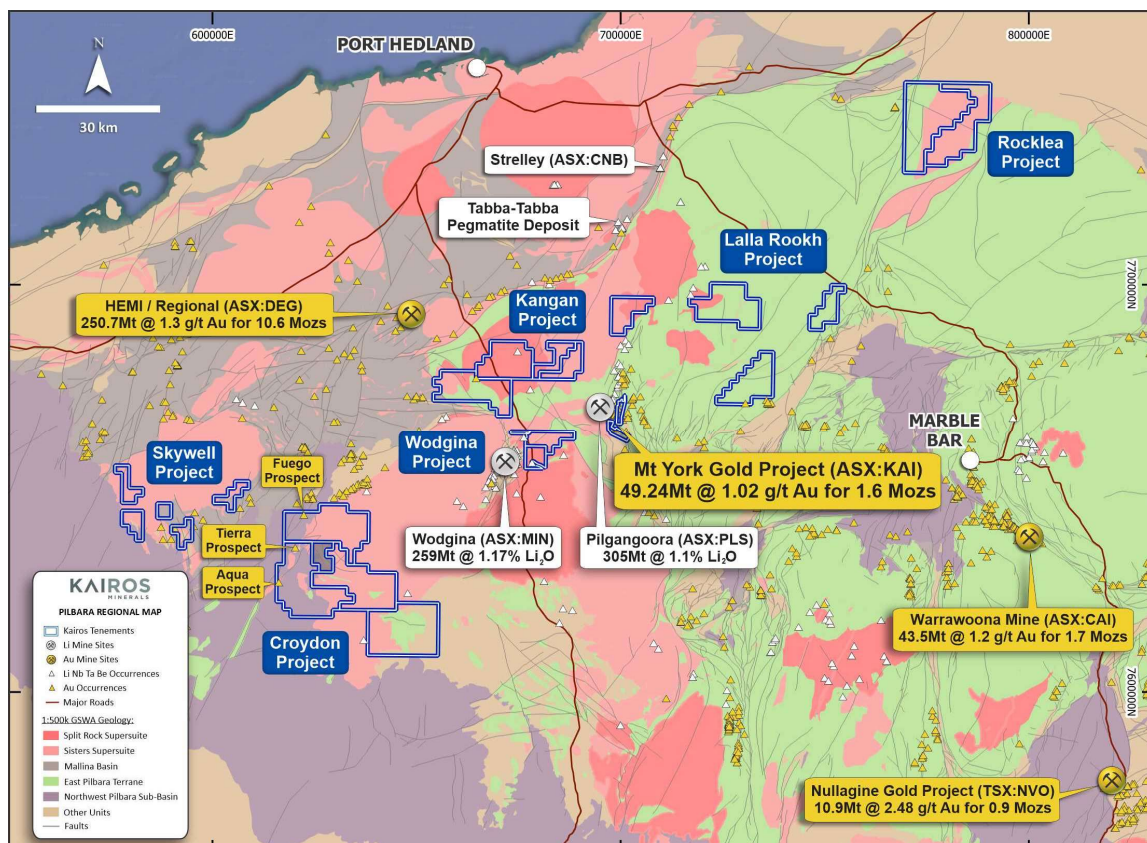 600000E
700000E
800000E
PORT HEDLAND
N
30 km
Strelley (ASX:CNB)
Rocklea
Project
Tabba-Tabba
Pegmatite Deposit
Lalla Rookh
Project
7700000N
HEMI / Regional (ASX:DEG)
250.7Mt @ 1.3 g/t Au for 10.6 Mozs
Kangan
Project
MARBLE
BAR
Skywell
Project
Fuego
Prospect
Wodgina
Project
Mt York Gold Project (ASX:KAI)
49.24Mt @ 1.02 g/t Au for 1.6 Mozs
Tierra
Prospect
Wodgina (ASX:MIN)
259Mt @ 1.17% Li₂O
Pilgangoora (ASX:PLS)
305Mt @ 1.1% Li₂O
Aqua
Prospect
Warrawoona Mine (ASX:CAI)
43.5Mt @ 1.2 g/t Au for 1.7 Mozs
Croydon
Project
7600000N
Nullagine Gold Project (TSX:NVO)
10.9Mt @ 2.48 g/t Au for 0.9 Mozs
KAIROS
MINERALS
PILBARA REGIONAL MAP
Kairos Tenements
Li Mine Sites
Au Mine Sites
Li Nb Ta Be Occurrences
Au Occurrences
Major Roads
1:500k GSWA Geology:
Split Rock Supersuite
Sisters Supersuite
Mallina Basin
East Pilbara Terrane
Northwest Pilbara Sub-Basin
Other Units
Faults